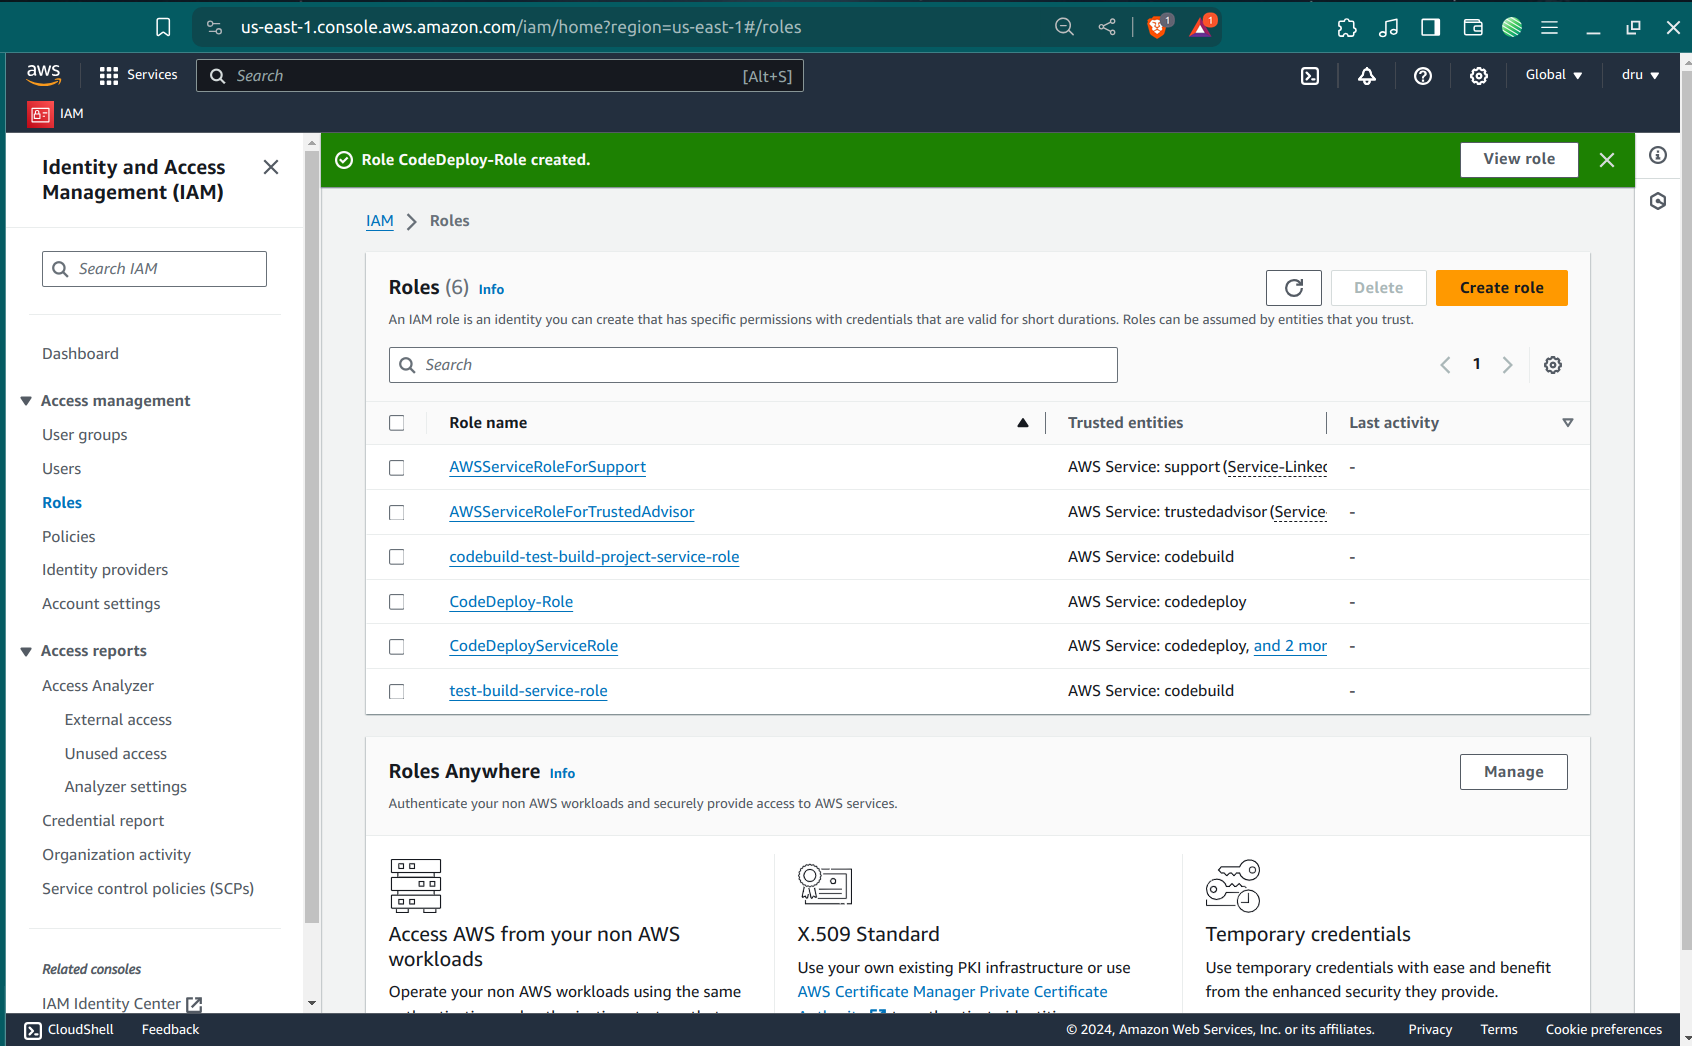 us-east-1.console.aws.amazon.com/iam/home?region=us-east-1#/roles
1
1
aws
Services
Search
[Alt+S]
Global
dru
IAM
Identity and Access
Management (IAM)
Search IAM
Dashboard
Access management
User groups
Users
Roles
Policies
Identity providers
Account settings
Access reports
Access Analyzer
External access
Unused access
Analyzer settings
Credential report
Organization activity
Service control policies (SCPs)
Related consoles
IAM Identity Center
Role CodeDeploy-Role created.
View role
IAM
Roles
Roles (6) Info
Delete
Create role
An IAM role is an identity you can create that has specific permissions with credentials that are valid for short durations. Roles can be assumed by entities that you trust.
Search
1
Role name
Trusted entities
Last activity
AWSServiceRoleForSupport
AWS Service: support (Service-Linked
-
AWSServiceRoleForTrustedAdvisor
AWS Service: trustedadvisor (Service-
-
codebuild-test-build-project-service-role
AWS Service: codebuild
-
CodeDeploy-Role
AWS Service: codedeploy
-
CodeDeployServiceRole
AWS Service: codedeploy, and 2 mor
-
test-build-service-role
AWS Service: codebuild
-
Roles Anywhere Info
Manage
Authenticate your non AWS workloads and securely provide access to AWS services.
Access AWS from your non AWS
workloads
Operate your non AWS workloads using the same
X.509 Standard
Use your own existing PKI infrastructure or use
AWS Certificate Manager Private Certificate
Temporary credentials
Use temporary credentials with ease and benefit
from the enhanced security they provide.
CloudShell
Feedback
© 2024, Amazon Web Services, Inc. or its affiliates.
Privacy
Terms
Cookie preferences